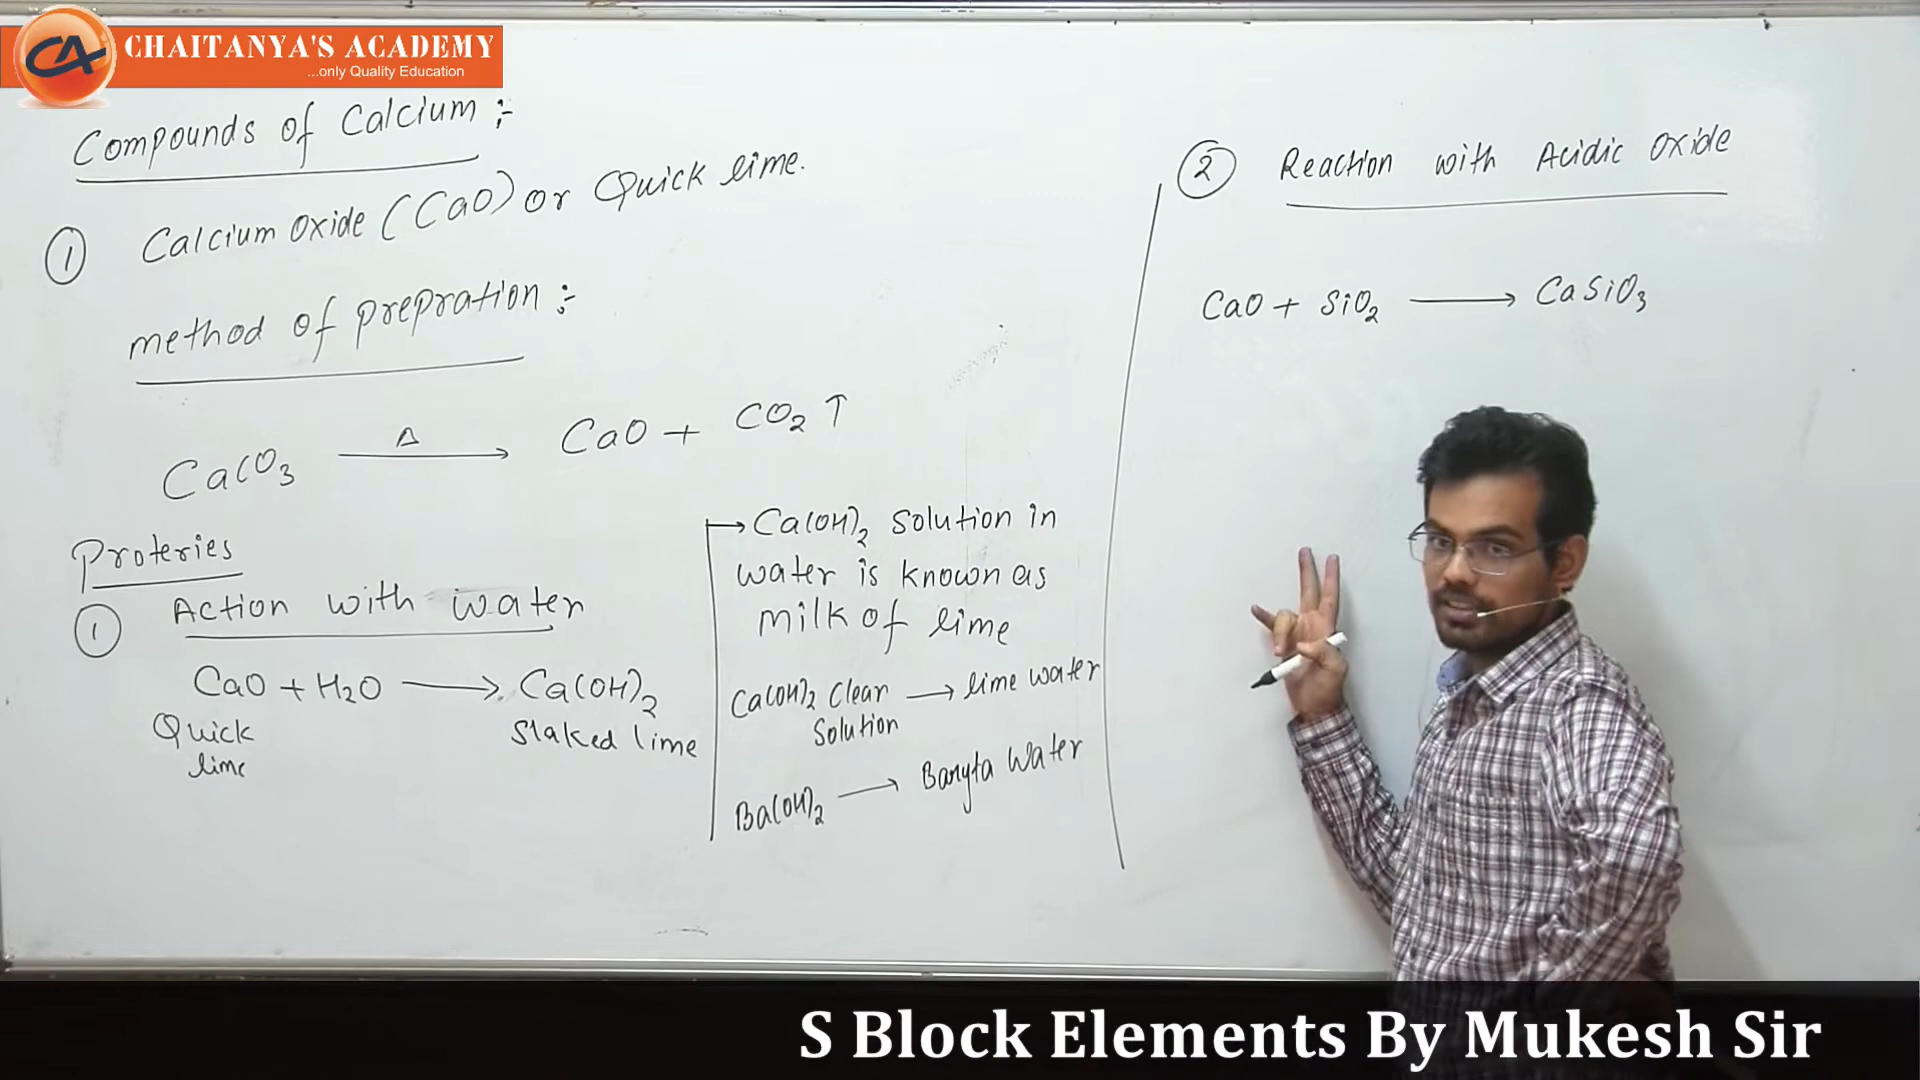 CHAITANYA'S ACADEMY
...only Quality Education
CA
Compounds of Calcium :-
① Calcium oxide (CaO) or Quick lime.
method of prepration :-
CaCO₃ —Δ→ CaO + CO₂ ↑
Proteries
① Action with water
CaO + H₂O → Ca(OH)₂
Quick lime
Slaked lime
→ Ca(OH)₂ solution in
water is known as
milk of lime
Ca(OH)₂ Clear → lime water
Solution
Ba(OH)₂ → Baryta Water
② Reaction with Acidic Oxide
CaO + SiO₂ → CaSiO₃
S Block Elements By Mukesh Sir